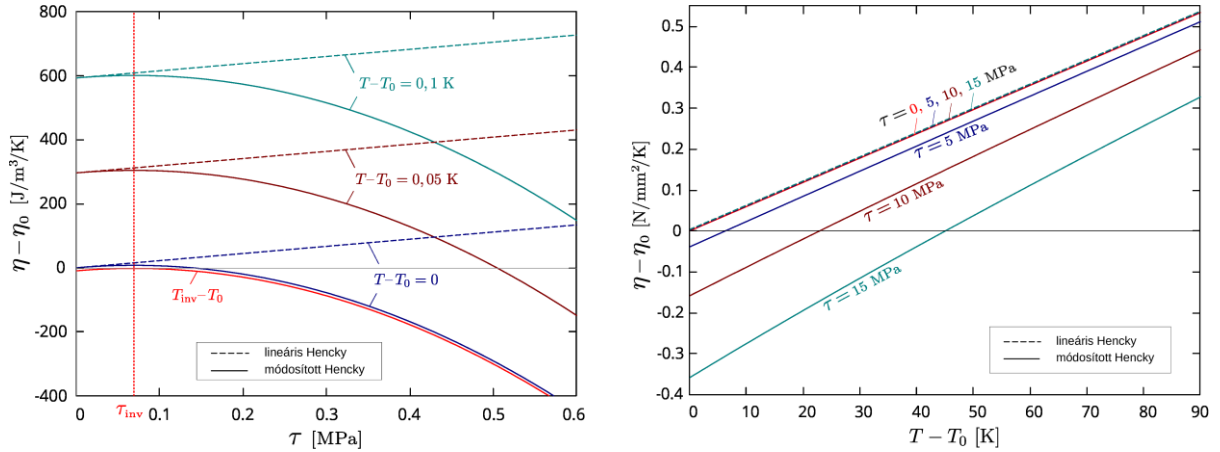 800
600
400
200
0
-200
-400
η−η₀ [J/m³/K]
T−T₀ = 0,1 K
T−T₀ = 0,05 K
T−T₀ = 0
T_inv−T₀
lineáris Hencky
módosított Hencky
0
τ_inv
0.1
0.2
0.3
0.4
0.5
0.6
τ [MPa]
0.5
0.4
0.3
0.2
0.1
0
-0.1
-0.2
-0.3
-0.4
η−η₀ [N/mm²/K]
τ = 0, 5, 10, 15 MPa
τ = 5 MPa
τ = 10 MPa
τ = 15 MPa
lineáris Hencky
módosított Hencky
0
10
20
30
40
50
60
70
80
90
T − T₀ [K]